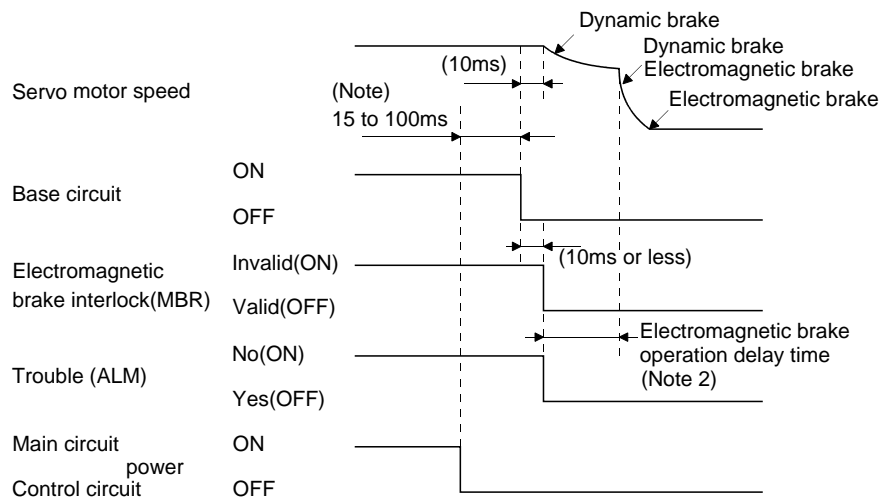 Dynamic brake
Dynamic brake
Electromagnetic brake
Electromagnetic brake
(10ms)
Servo motor speed
(Note)
15 to 100ms
Base circuit
ON
OFF
(10ms or less)
Electromagnetic
brake interlock(MBR)
Invalid(ON)
Valid(OFF)
Electromagnetic brake
operation delay time
(Note 2)
Trouble (ALM)
No(ON)
Yes(OFF)
Main circuit
power
Control circuit
ON
OFF